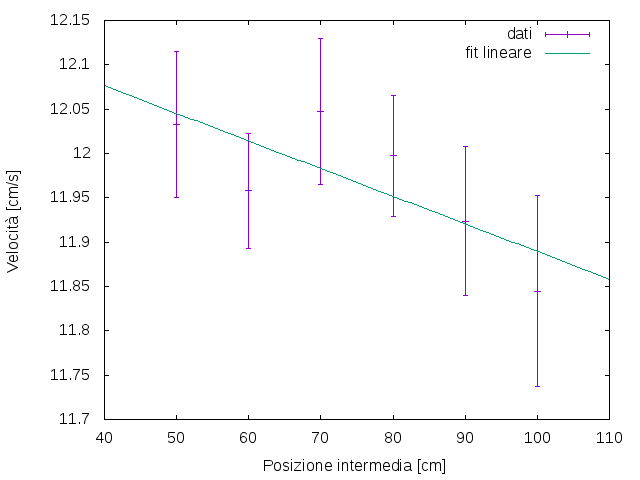 12.15
12.1
12.05
12
11.95
11.9
11.85
11.8
11.75
11.7
40 50 60 70 80 90 100 110
Velocità [cm/s]
Posizione intermedia [cm]
dati
fit lineare